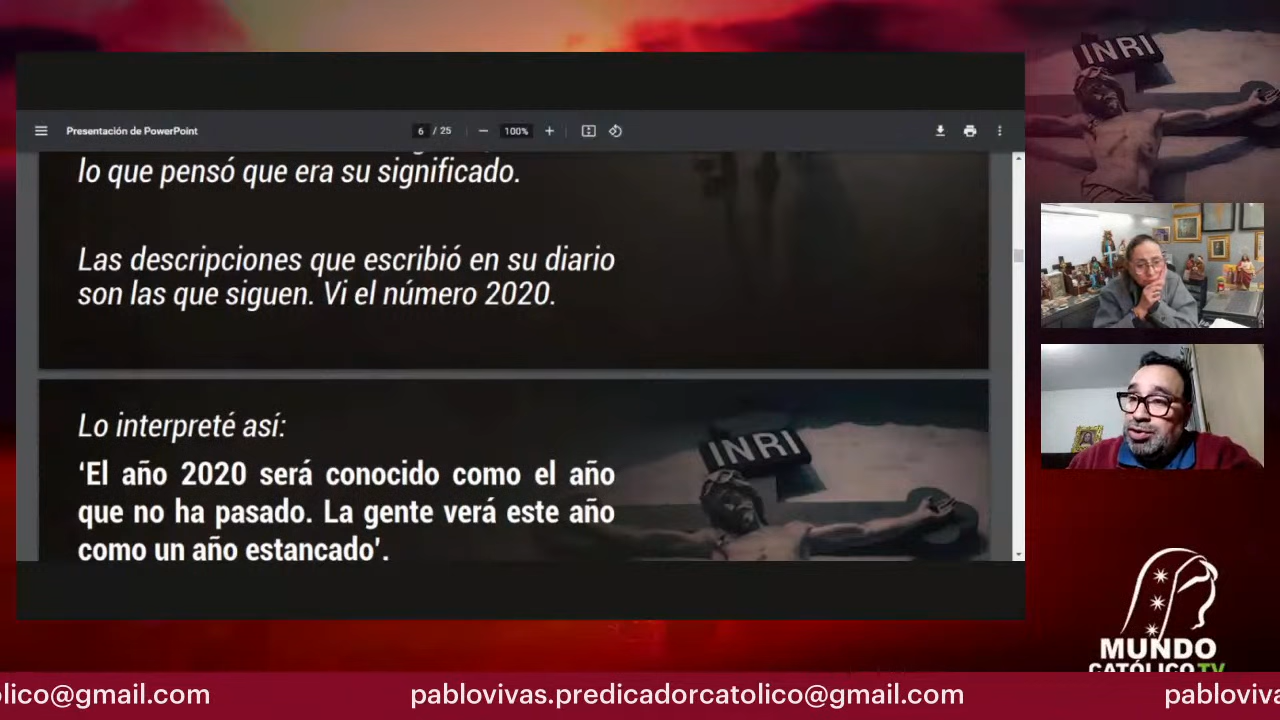 INRI
Presentación de PowerPoint
6 / 25
100%
lo que pensó que era su significado.
Las descripciones que escribió en su diario
son las que siguen. Vi el número 2020.
Lo interpreté así:
‘El año 2020 será conocido como el año
que no ha pasado. La gente verá este año
como un año estancado’.
INRI
MUNDO
CATÓLICO TV
olico@gmail.com pablovivas.predicadorcatolico@gmail.com pabloviva